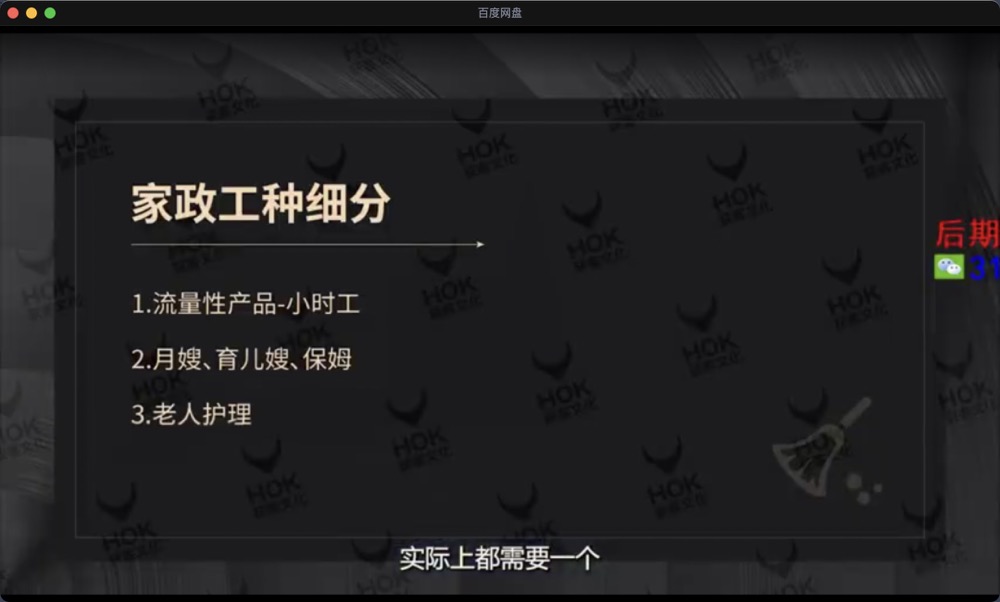 百度网盘
家政工种细分
1.流量性产品-小时工
2.月嫂、育儿嫂、保姆
3.老人护理
后期
31
实际上都需要一个
HOK